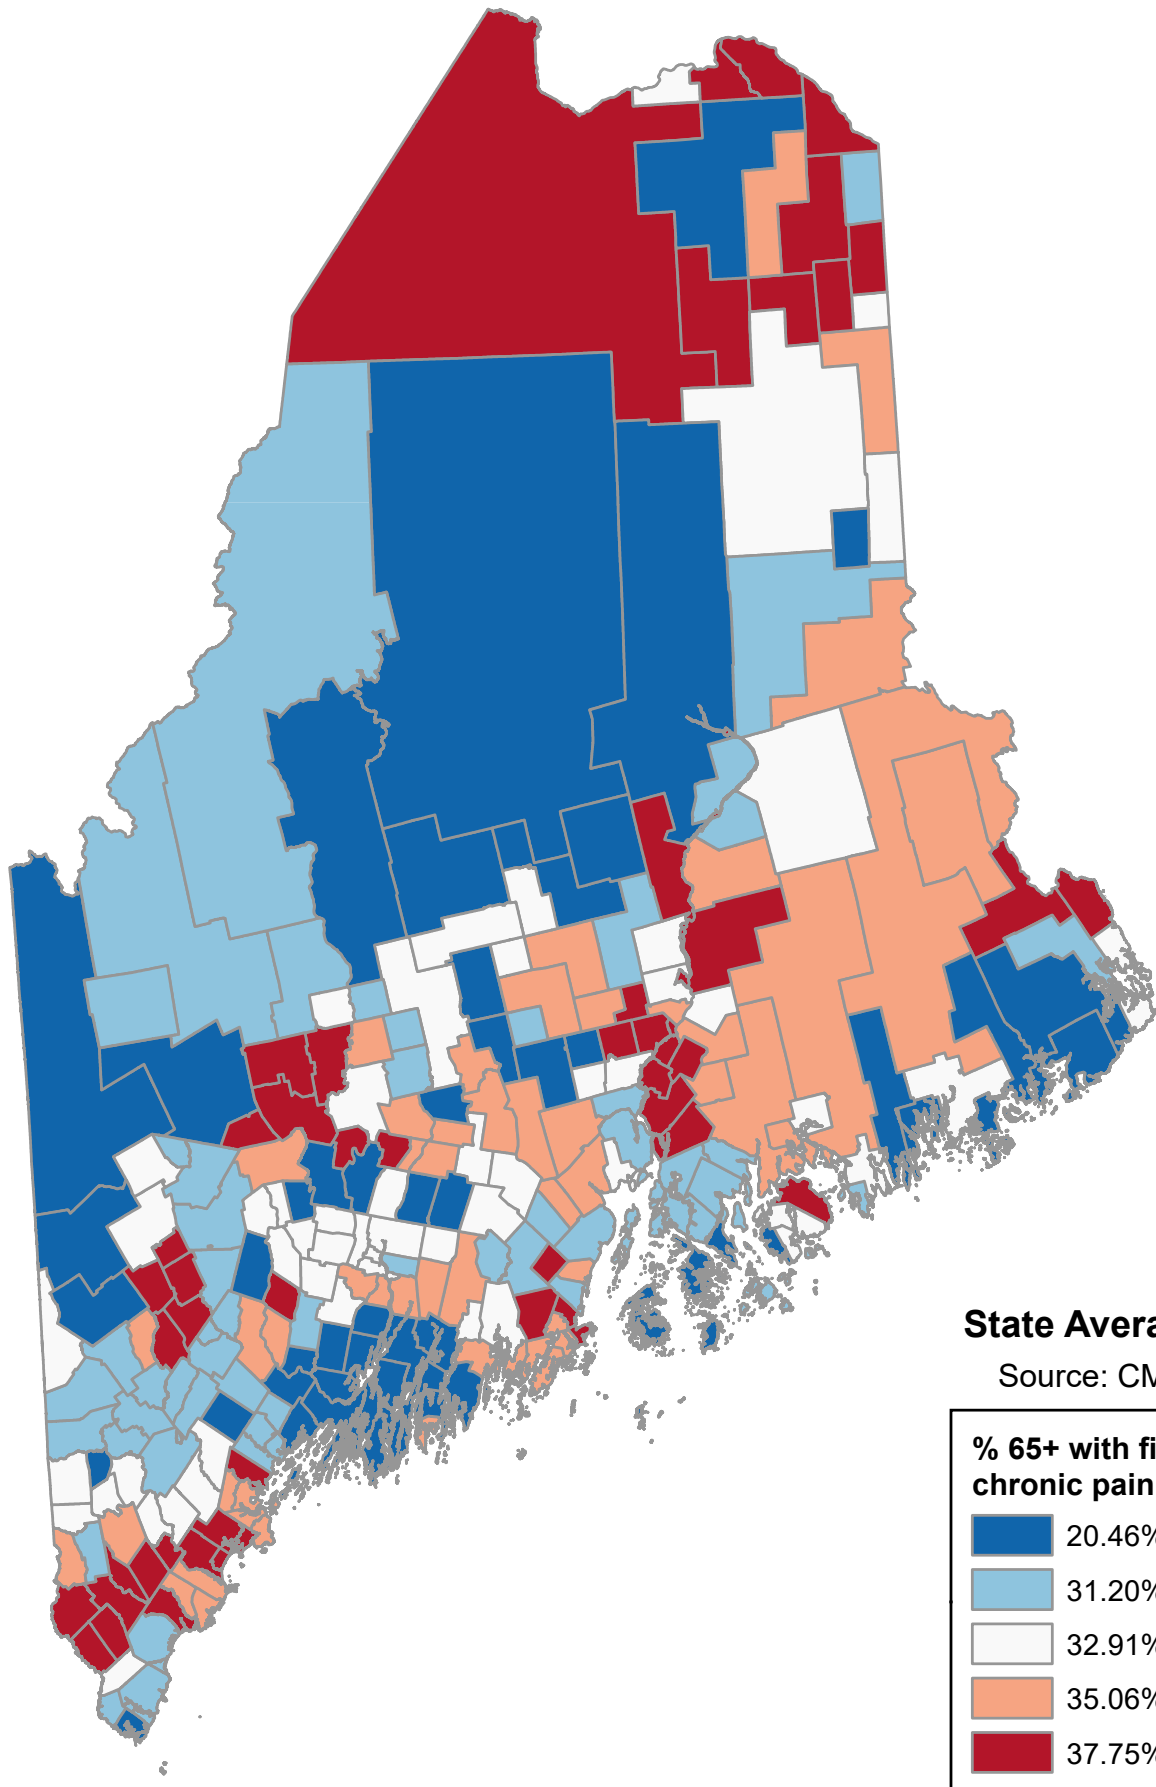 State Avera
Source: CM
% 65+ with fi
chronic pain
20.46%
31.20%
32.91%
35.06%
37.75%